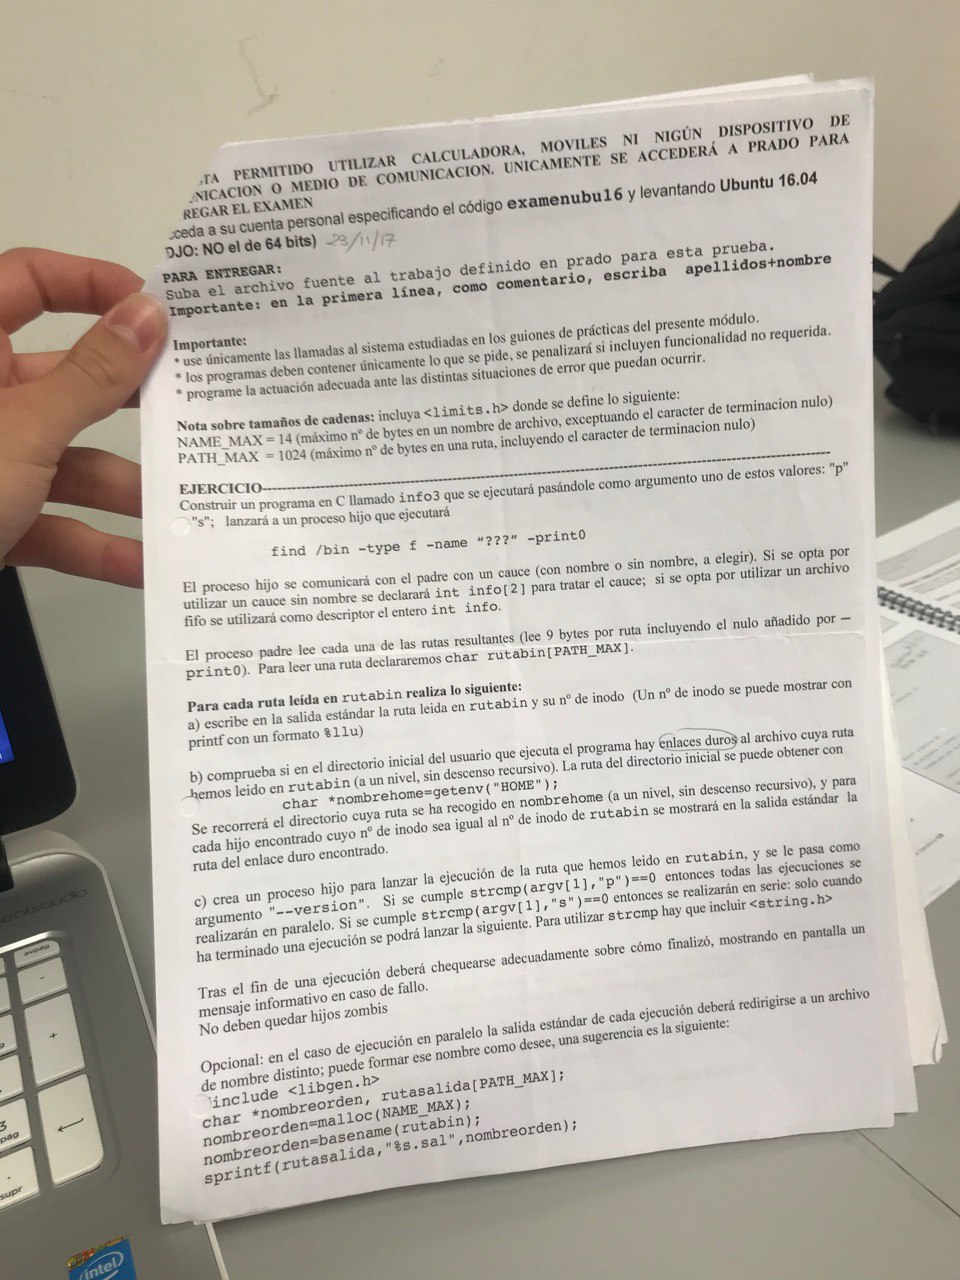 STA PERMITIDO UTILIZAR CALCULADORA, MOVILES NI NIGÚN DISPOSITIVO DE
NICACION O MEDIO DE COMUNICACION. UNICAMENTE SE ACCEDERÁ A PRADO PARA
REGAR EL EXAMEN
ceda a su cuenta personal especificando el código examenubu16 y levantando Ubuntu 16.04
OJO: NO el de 64 bits) 23/11/17
PARA ENTREGAR:
Suba el archivo fuente al trabajo definido en prado para esta prueba.
Importante: en la primera línea, como comentario, escriba apellidos+nombre
Importante:
* use únicamente las llamadas al sistema estudiadas en los guiones de prácticas del presente módulo.
* los programas deben contener únicamente lo que se pide, se penalizará si incluyen funcionalidad no requerida.
* programe la actuación adecuada ante las distintas situaciones de error que puedan ocurrir.
Nota sobre tamaños de cadenas: incluya <limits.h> donde se define lo siguiente:
NAME_MAX = 14 (máximo nº de bytes en un nombre de archivo, exceptuando el caracter de terminacion nulo)
PATH_MAX = 1024 (máximo nº de bytes en una ruta, incluyendo el caracter de terminacion nulo)
EJERCICIO
Construir un programa en C llamado info3 que se ejecutará pasándole como argumento uno de estos valores: "p"
"s"; lanzará a un proceso hijo que ejecutará
find /bin -type f -name “???” -print0
El proceso hijo se comunicará con el padre con un cauce (con nombre o sin nombre, a elegir). Si se opta por
utilizar un cauce sin nombre se declarará int info[2] para tratar el cauce; si se opta por utilizar un archivo
fifo se utilizará como descriptor el entero int info.
El proceso padre lee cada una de las rutas resultantes (lee 9 bytes por ruta incluyendo el nulo añadido por –
print0). Para leer una ruta declararemos char rutabin[PATH_MAX].
Para cada ruta leída en rutabin realiza lo siguiente:
a) escribe en la salida estándar la ruta leida en rutabin y su nº de inodo (Un nº de inodo se puede mostrar con
printf con un formato %llu)
b) comprueba si en el directorio inicial del usuario que ejecuta el programa hay enlaces duros al archivo cuya ruta
hemos leido en rutabin (a un nivel, sin descenso recursivo). La ruta del directorio inicial se puede obtener con
char *nombrehome=getenv("HOME");
Se recorrerá el directorio cuya ruta se ha recogido en nombrehome (a un nivel, sin descenso recursivo), y para
cada hijo encontrado cuyo nº de inodo sea igual al nº de inodo de rutabin se mostrará en la salida estándar la
ruta del enlace duro encontrado.
c) crea un proceso hijo para lanzar la ejecución de la ruta que hemos leido en rutabin, y se le pasa como
argumento "--version". Si se cumple strcmp(argv[1],"p")==0 entonces todas las ejecuciones se
realizarán en paralelo. Si se cumple strcmp(argv[1],"s")==0 entonces se realizarán en serie: solo cuando
ha terminado una ejecución se podrá lanzar la siguiente. Para utilizar strcmp hay que incluir <string.h>
Tras el fin de una ejecución deberá chequearse adecuadamente sobre cómo finalizó, mostrando en pantalla un
mensaje informativo en caso de fallo.
No deben quedar hijos zombis
Opcional: en el caso de ejecución en paralelo la salida estándar de cada ejecución deberá redirigirse a un archivo
de nombre distinto; puede formar ese nombre como desee, una sugerencia es la siguiente:
include <libgen.h>
char *nombreorden, rutasalida[PATH_MAX];
nombreorden=malloc(NAME_MAX);
nombreorden=basename(rutabin);
sprintf(rutasalida,"%s.sal",nombreorden);
beatsaudio
avpág
supr
intel